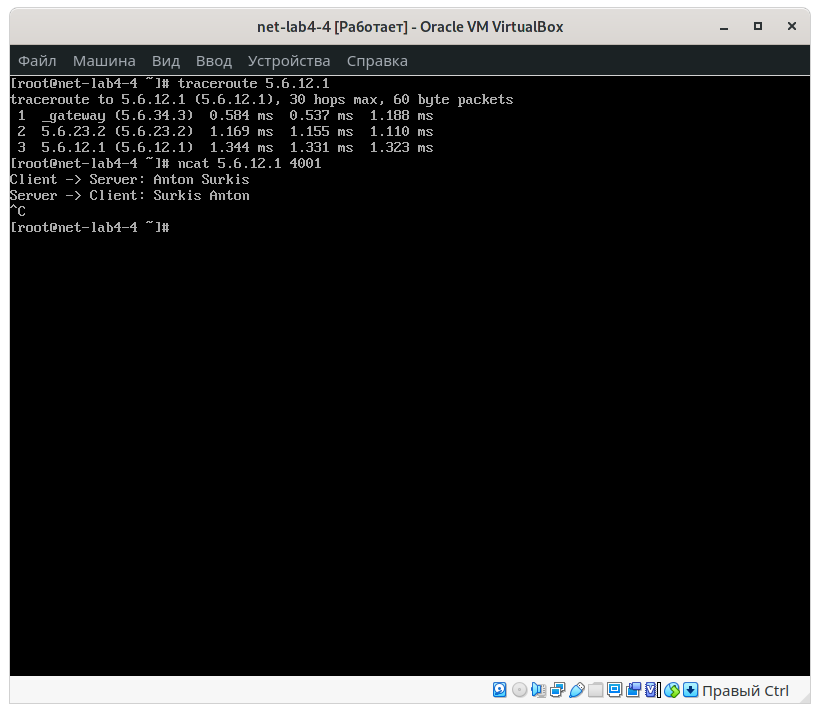 net-lab4-4 [Работает] - Oracle VM VirtualBox
Файл Машина Вид Ввод Устройства Справка
[root@net-lab4-4 ~]# traceroute 5.6.12.1
traceroute to 5.6.12.1 (5.6.12.1), 30 hops max, 60 byte packets
 1  _gateway (5.6.34.3)  0.584 ms  0.537 ms  1.188 ms
 2  5.6.23.2 (5.6.23.2)  1.169 ms  1.155 ms  1.110 ms
 3  5.6.12.1 (5.6.12.1)  1.344 ms  1.331 ms  1.323 ms
[root@net-lab4-4 ~]# ncat 5.6.12.1 4001
Client -> Server: Anton Surkis
Server -> Client: Surkis Anton
^C
[root@net-lab4-4 ~]#
Правый Ctrl